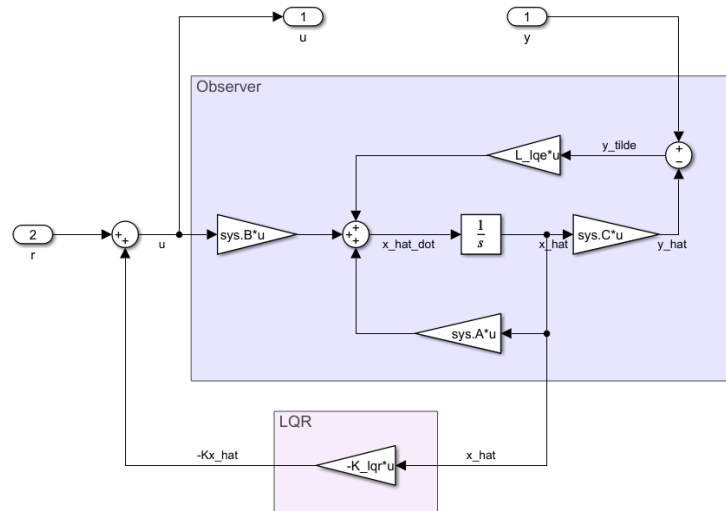 1
u
1
y
Observer
L_lqe*u
y_tilde
+
−
2
r
+
+
u
sys.B*u
+
+
+
x_hat_dot
1
s
x_hat
sys.C*u
y_hat
sys.A*u
LQR
-Kx_hat
-K_lqr*u
x_hat